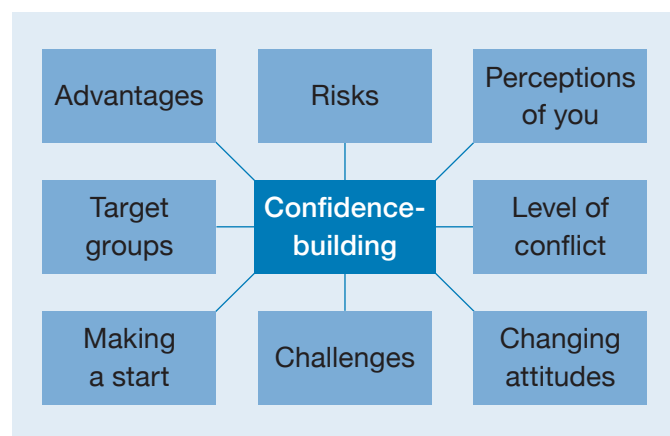 Advantages
Risks
Perceptions
of you
Target
groups
Confidence-
building
Level of
conflict
Making
a start
Challenges
Changing
attitudes